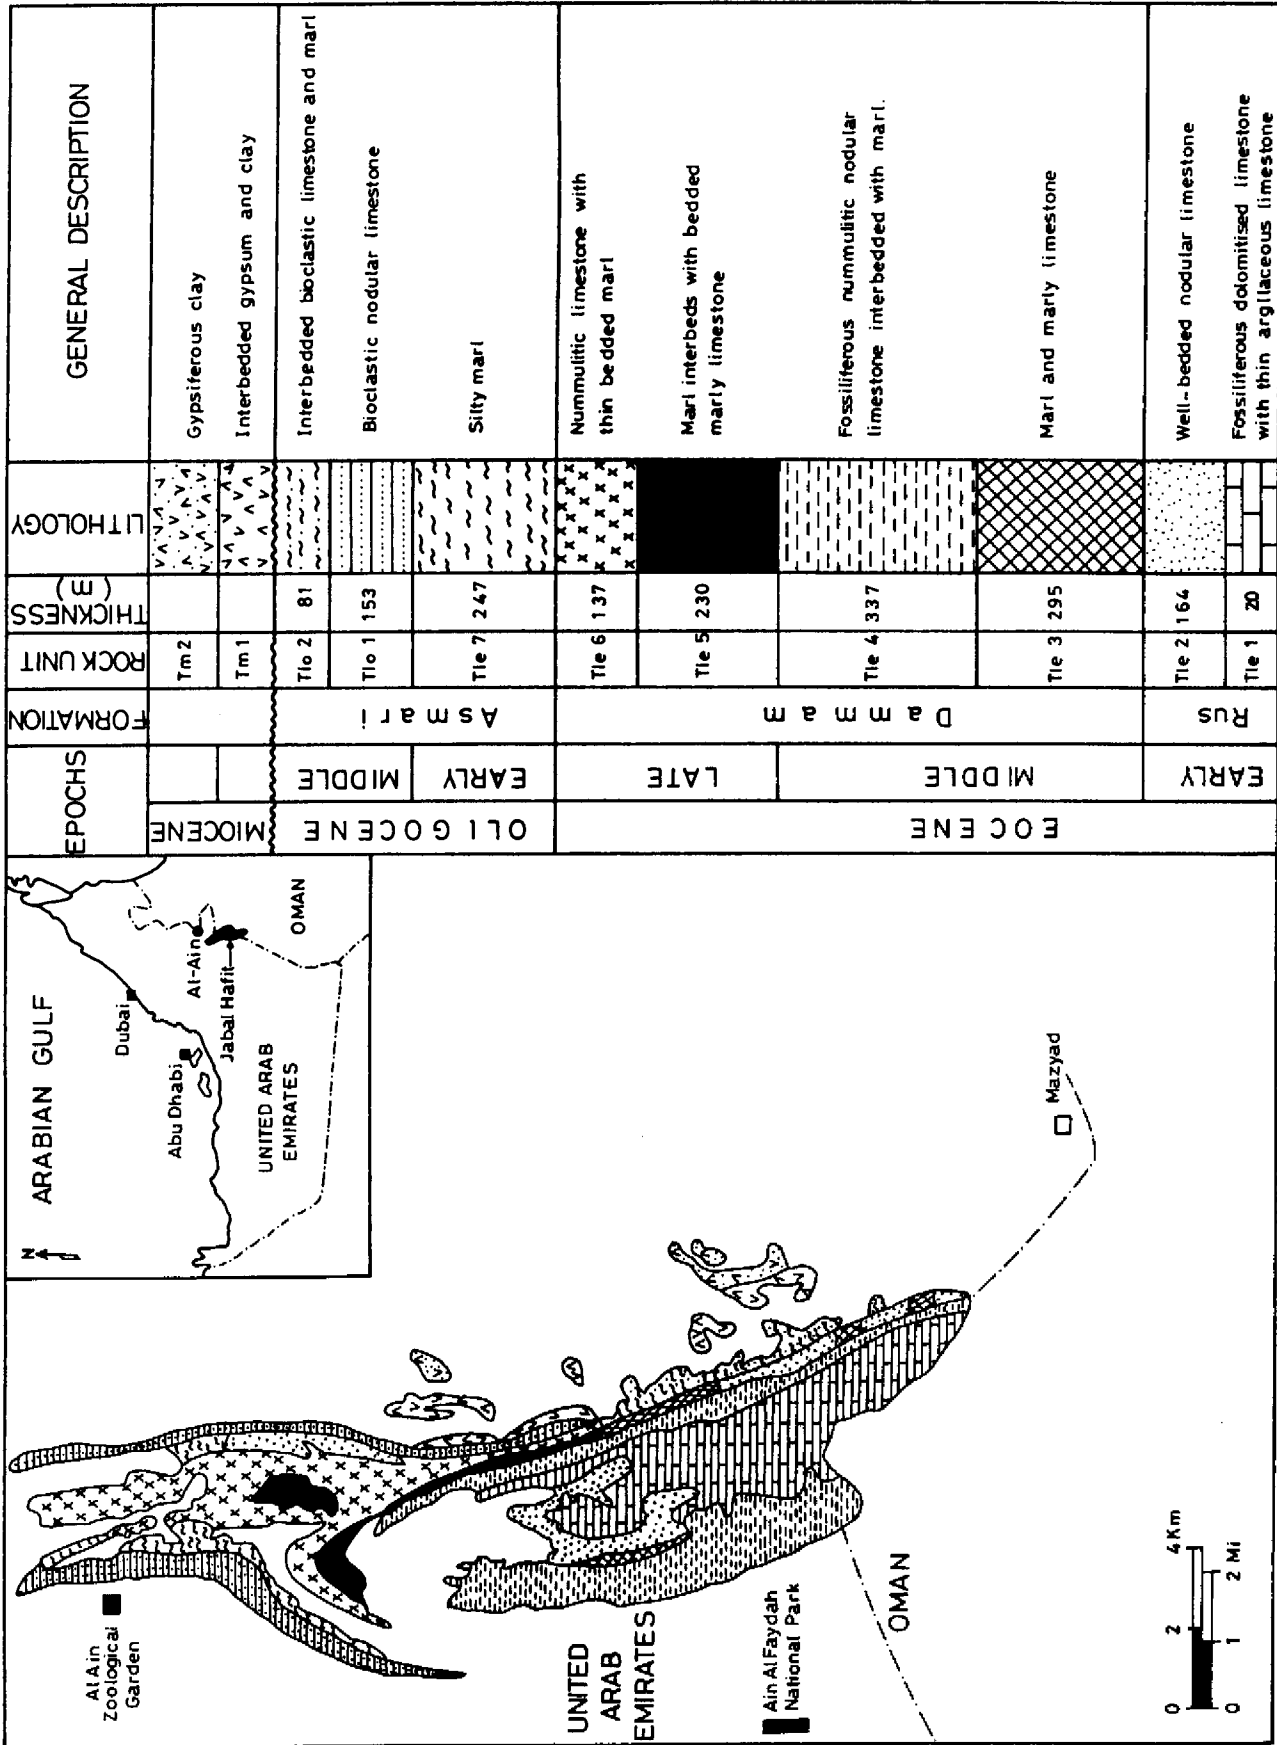 EPOCHS
FORMATION
ROCK UNIT
THICKNESS
(m)
LITHOLOGY
GENERAL DESCRIPTION
MIOCENE
Tm 2
Gypsiferous clay
Tm 1
Interbedded gypsum and clay
OLIGOCENE
MIDDLE
Asmari
Tlo 2
81
Interbedded bioclastic limestone and marl
Tlo 1
153
Bioclastic nodular limestone
EARLY
Tle 7
247
Silty marl
EOCENE
LATE
Dammam
Tle 6
137
Nummulitic limestone with
thin bedded marl
Tle 5
230
Marl interbeds with bedded
marly limestone
MIDDLE
Tle 4
337
Fossiliferous nummulitic nodular
limestone interbedded with marl.
Tle 3
295
Marl and marly limestone
EARLY
Rus
Tle 2
164
Well-bedded nodular limestone
Tle 1
20
Fossiliferous dolomitised limestone
with thin argllaceous limestone
N
ARABIAN GULF
Dubai
Abu Dhabi
Al-Ain
Jabal Hafit
UNITED ARAB
EMIRATES
OMAN
Al Ain
Zoological
Garden
UNITED
ARAB
EMIRATES
Ain Al Faydah
National Park
OMAN
Mazyad
0 2 4Km
0 1 2 Mi